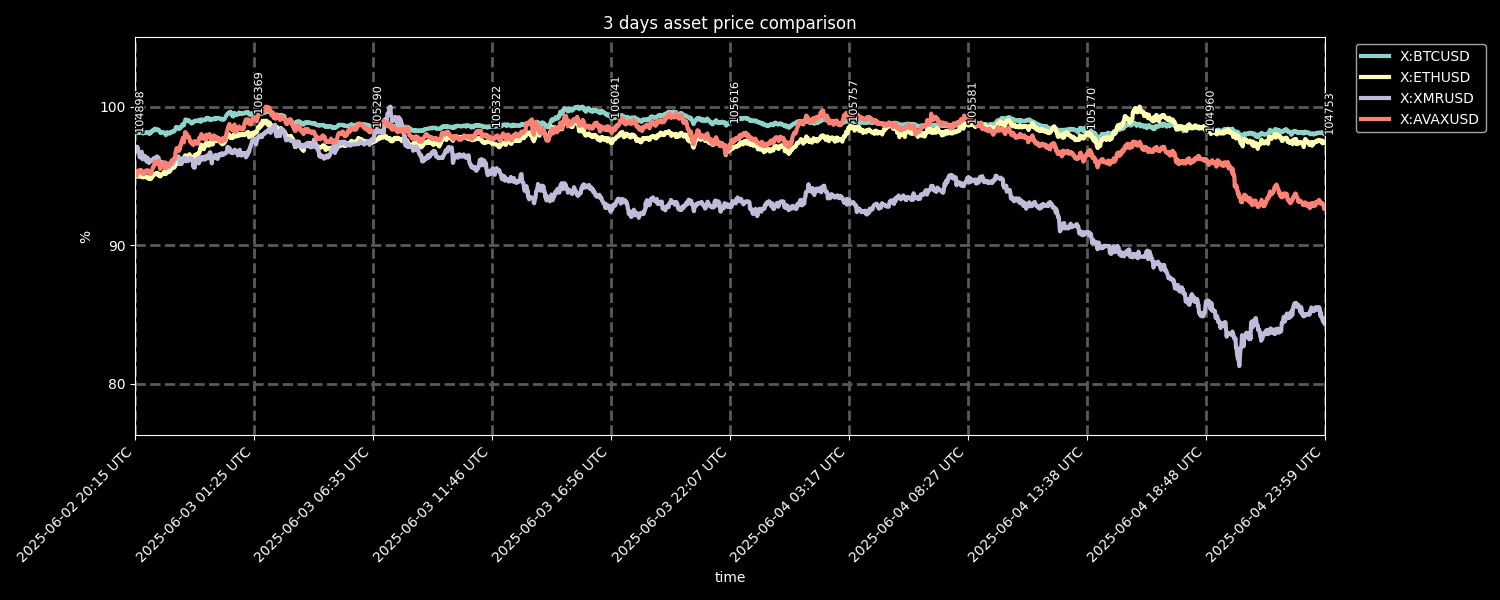 3 days asset price comparison
X:BTCUSD
X:ETHUSD
X:XMRUSD
X:AVAXUSD
104898
106369
105290
105322
106041
105616
105757
105581
105170
104960
104753
100
90
80
%
2025-06-02 20:15 UTC
2025-06-03 01:25 UTC
2025-06-03 06:35 UTC
2025-06-03 11:46 UTC
2025-06-03 16:56 UTC
2025-06-03 22:07 UTC
2025-06-04 03:17 UTC
2025-06-04 08:27 UTC
2025-06-04 13:38 UTC
2025-06-04 18:48 UTC
2025-06-04 23:59 UTC
time